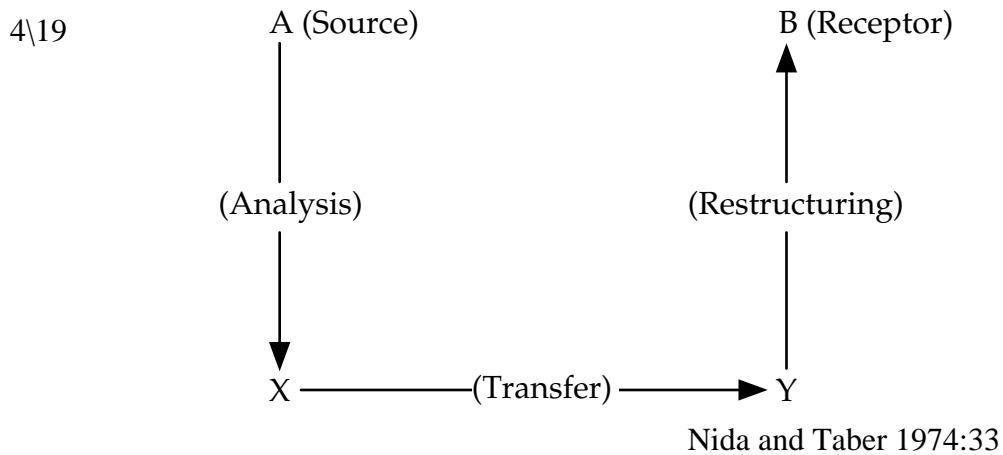 4\19 A (Source) B (Receptor)
(Analysis) (Restructuring)
X (Transfer) Y
Nida and Taber 1974:33